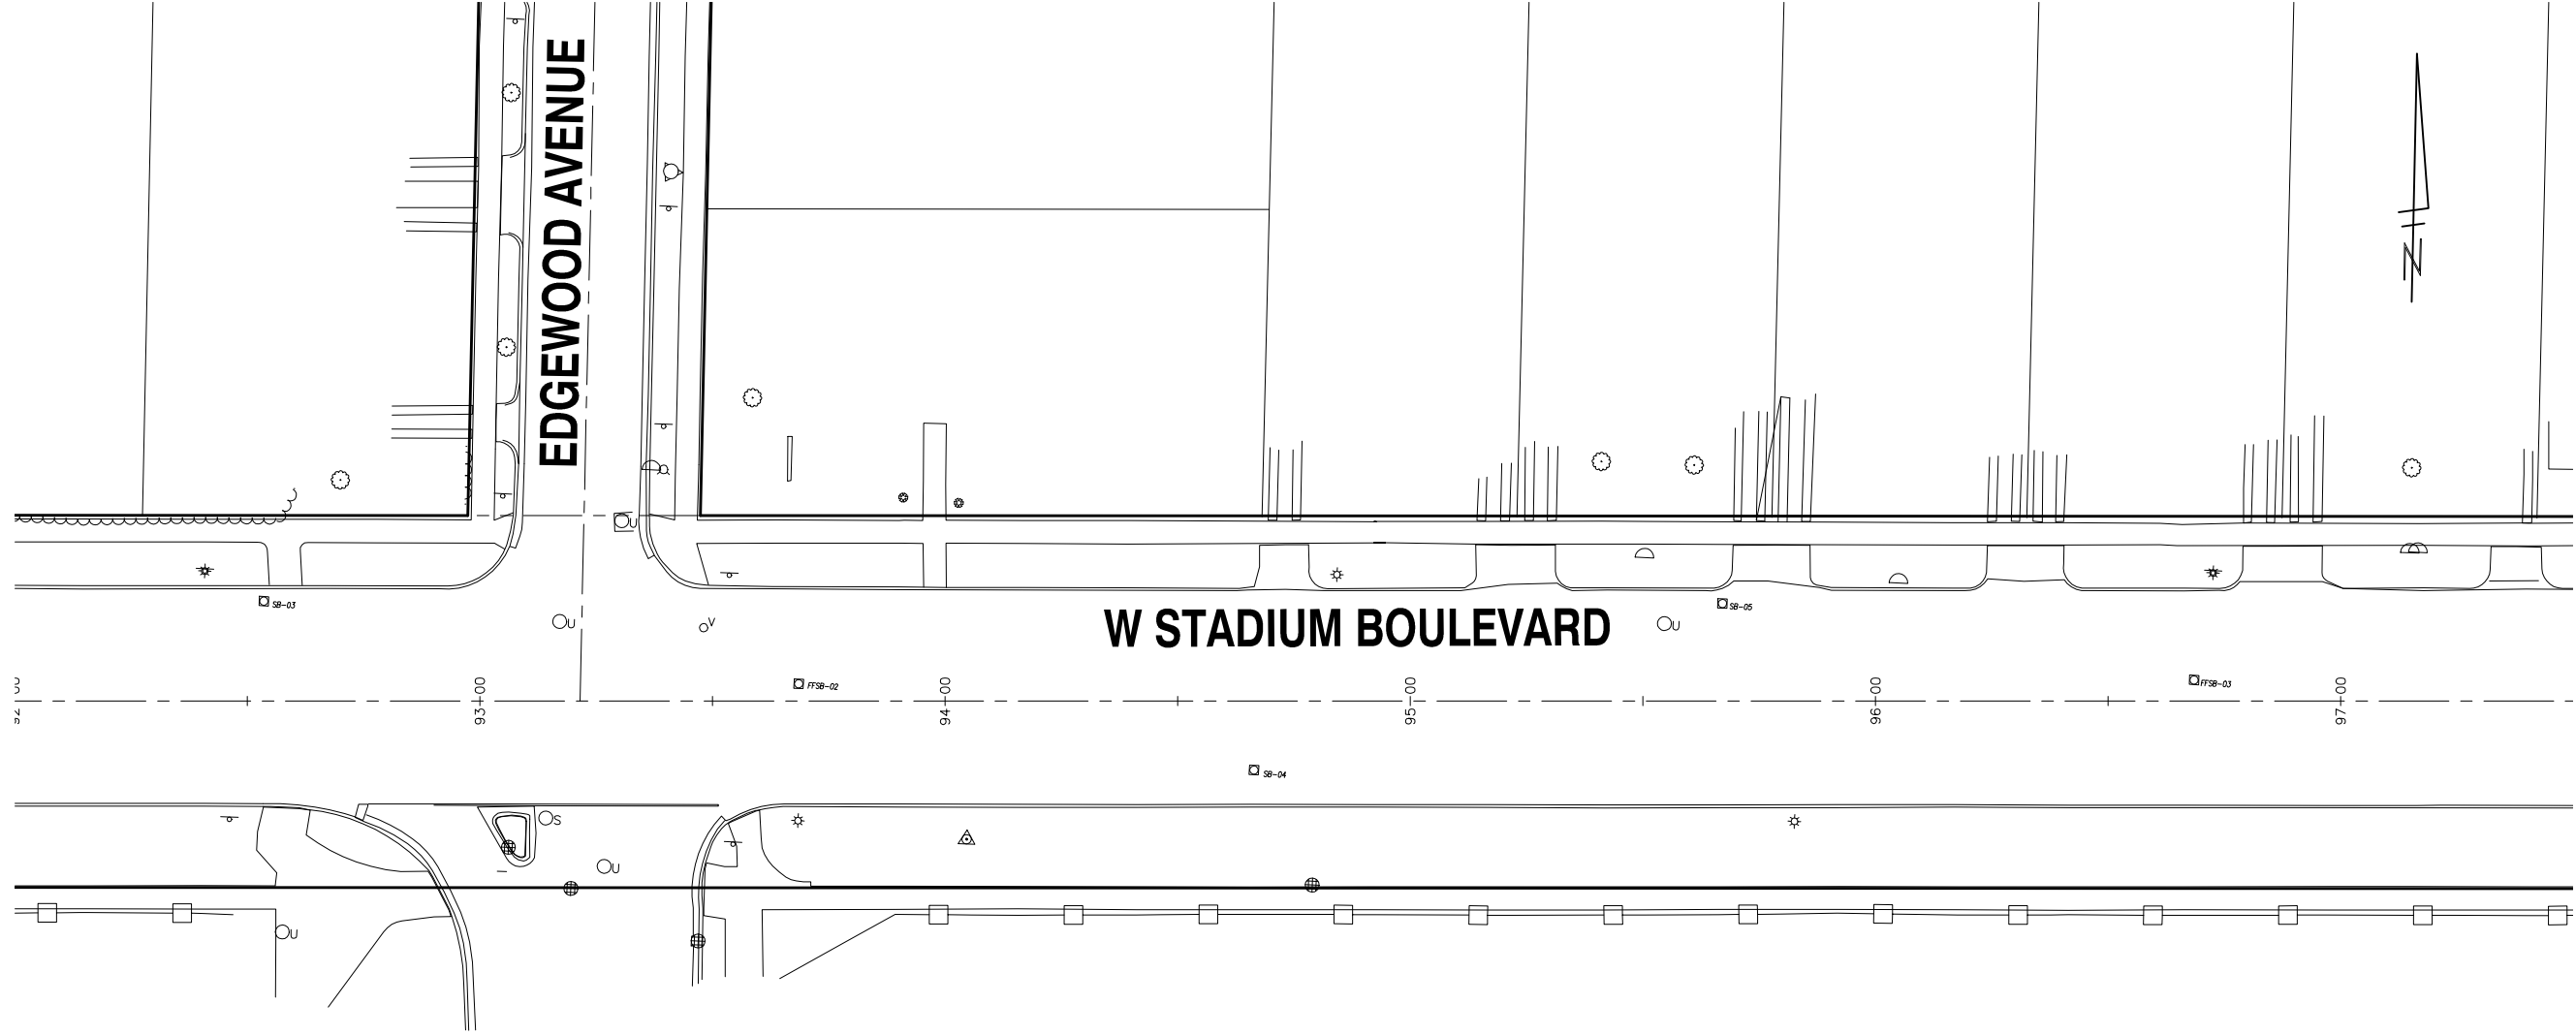 EDGEWOOD AVENUE
N
U
SB-03
U
V
W STADIUM BOULEVARD
U
SB-05
FFSB-02
FFSB-03
93+00
94+00
95+00
96+00
97+00
SB-04
S
U
U